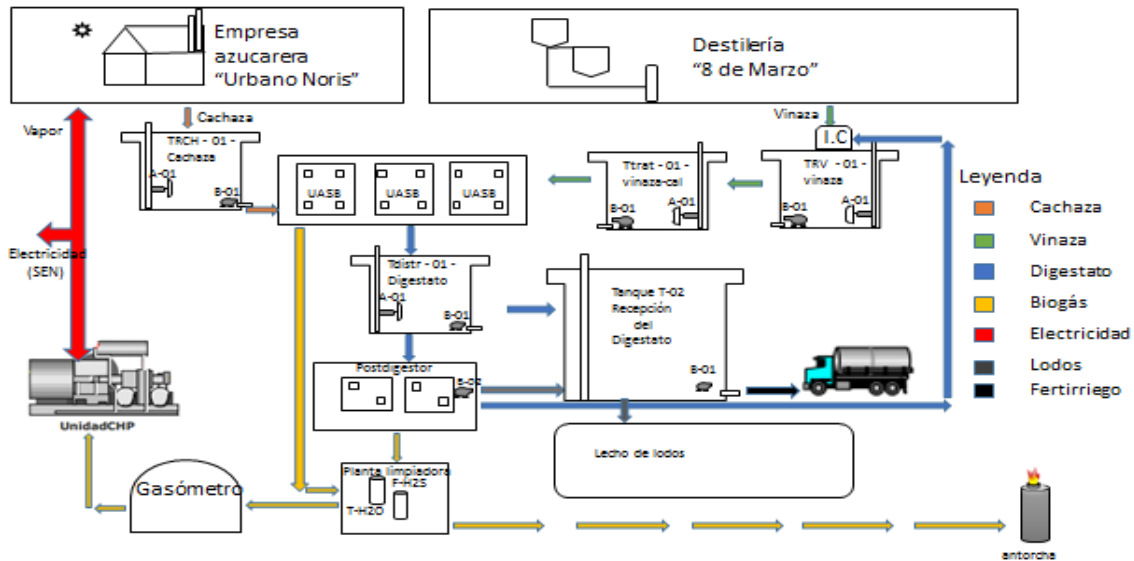 Empresa
azucarera
“Urbano Noris”
Destilería
“8 de Marzo”
Cachaza
Vinaza
Vapor
TRCH - 01 -
Cachaza
A-01
B-01
UASB
UASB
UASB
Ttrat - 01 -
vinaza-cal
B-01
A-01
I.C
TRV - 01 -
vinaza
B-01
A-01
Leyenda
Cachaza
Vinaza
Digestato
Biogás
Electricidad
Lodos
Fertirriego
Electricidad
(SEN)
Tdistr - 01 -
Digestato
A-01
B-01
Tanque T-02
Recepción
del
Digestato
B-01
Postdigestor
B-02
UnidadCHP
Lecho de lodos
Gasómetro
Planta limpiadora
F-H2S
T-H2O
antorcha